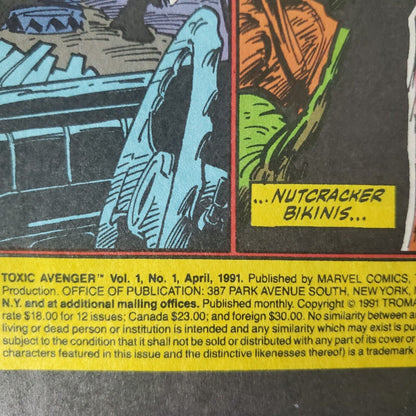 ...NUTCRACKER
BIKINIS...
TOXIC AVENGER™ Vol. 1, No. 1, April, 1991. Published by MARVEL COMICS,
Production. OFFICE OF PUBLICATION: 387 PARK AVENUE SOUTH, NEW YORK,
N.Y. and at additional mailing offices. Published monthly. Copyright © 1991 TROMA
rate $18.00 for 12 issues; Canada $23.00; and foreign $30.00. No similarity between a
living or dead person or institution is intended and any similarity which may exist is pu
subject to the condition that it shall not be sold or distributed with any part of its cover or
characters featured in this issue and the distinctive likenesses thereof) is a trademark